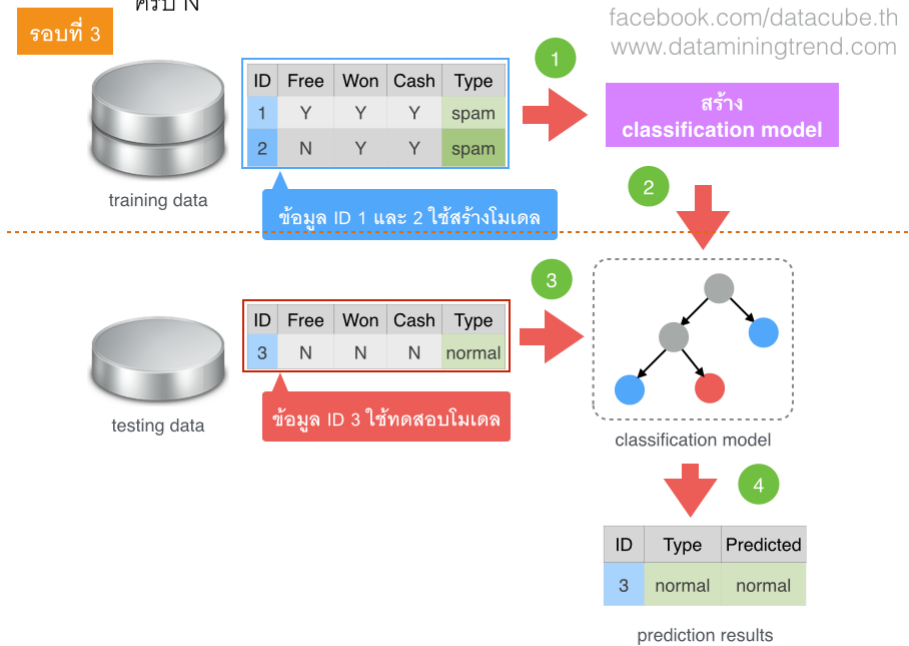 ครบ N
รอบที่ 3
facebook.com/datacube.th
www.dataminingtrend.com
ID Free Won Cash Type
1 Y Y Y spam
2 N Y Y spam
training data
ข้อมูล ID 1 และ 2 ใช้สร้างโมเดล
1
สร้าง
classification model
2
ID Free Won Cash Type
3 N N N normal
testing data
ข้อมูล ID 3 ใช้ทดสอบโมเดล
3
classification model
4
ID Type Predicted
3 normal normal
prediction results